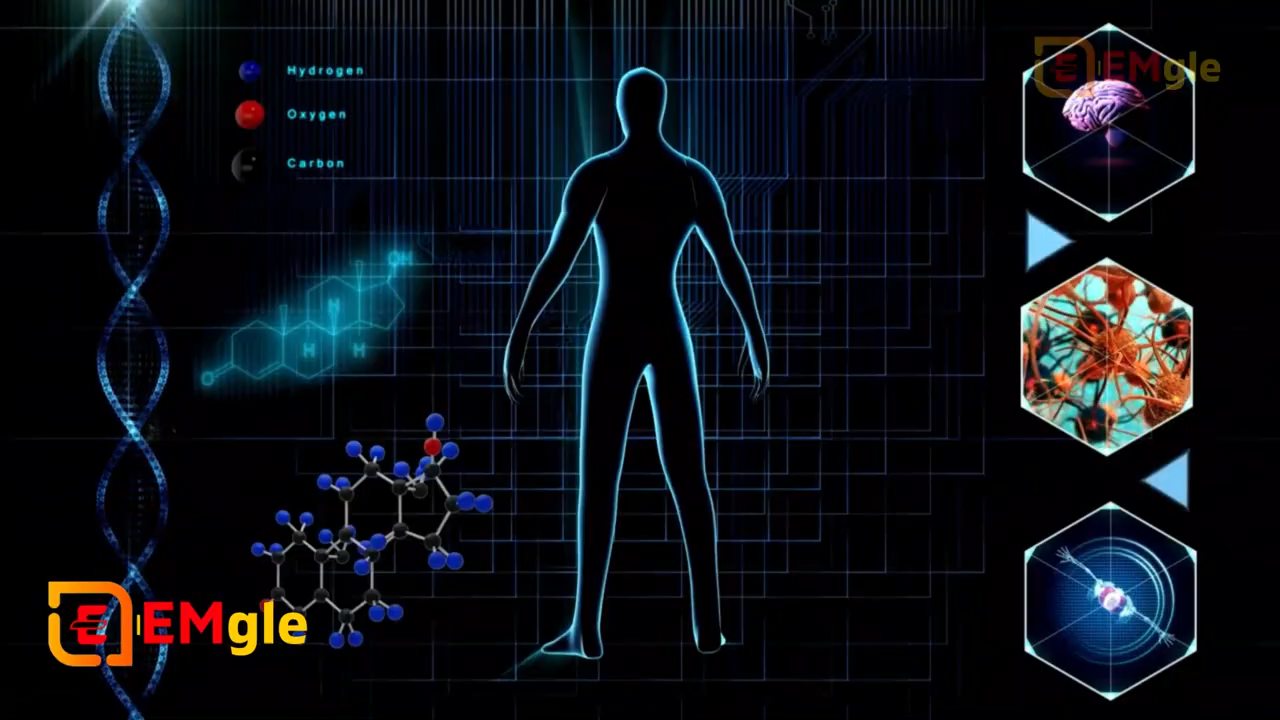 Hydrogen
Oxygen
Carbon
EMgle
OH
H
H
H
O
EMgle